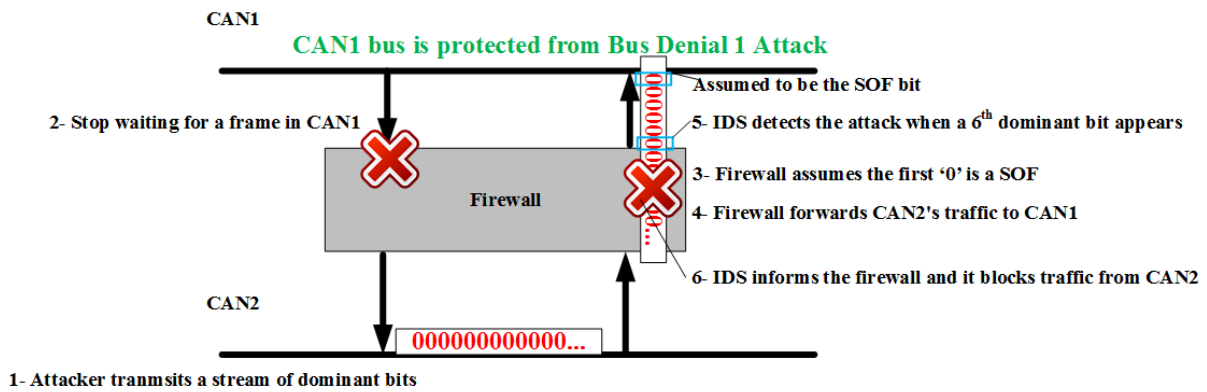 CAN1
CAN1 bus is protected from Bus Denial 1 Attack
Assumed to be the SOF bit
2- Stop waiting for a frame in CAN1
5- IDS detects the attack when a 6th dominant bit appears
3- Firewall assumes the first ‘0’ is a SOF
Firewall
4- Firewall forwards CAN2's traffic to CAN1
6- IDS informs the firewall and it blocks traffic from CAN2
CAN2
000000000000...
1- Attacker tranmsits a stream of dominant bits